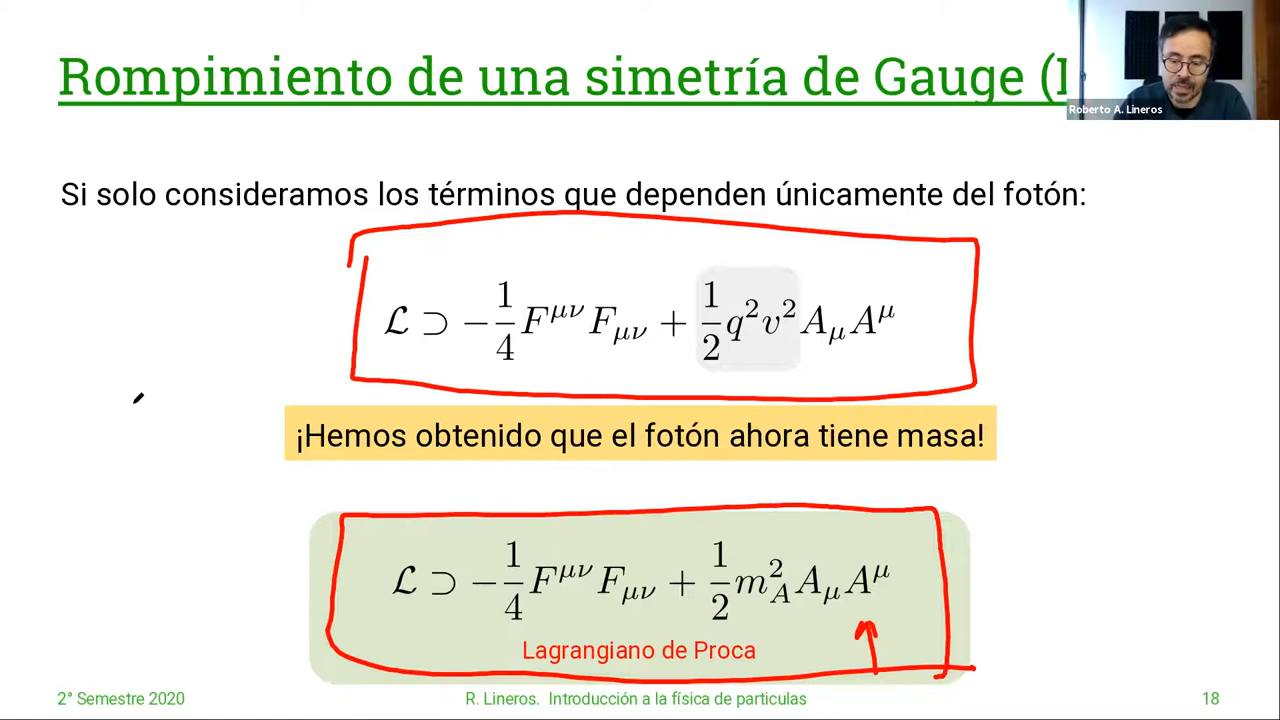 Rompimiento de una simetría de Gauge (
Roberto A. Lineros
Si solo consideramos los términos que dependen únicamente del fotón:
ℒ ⊃ −1/4 F^{μν} F_{μν} + 1/2 q² v² A_μ A^μ
¡Hemos obtenido que el fotón ahora tiene masa!
ℒ ⊃ −1/4 F^{μν} F_{μν} + 1/2 m_A² A_μ A^μ
Lagrangiano de Proca
2° Semestre 2020
R. Lineros. Introducción a la física de particulas
18